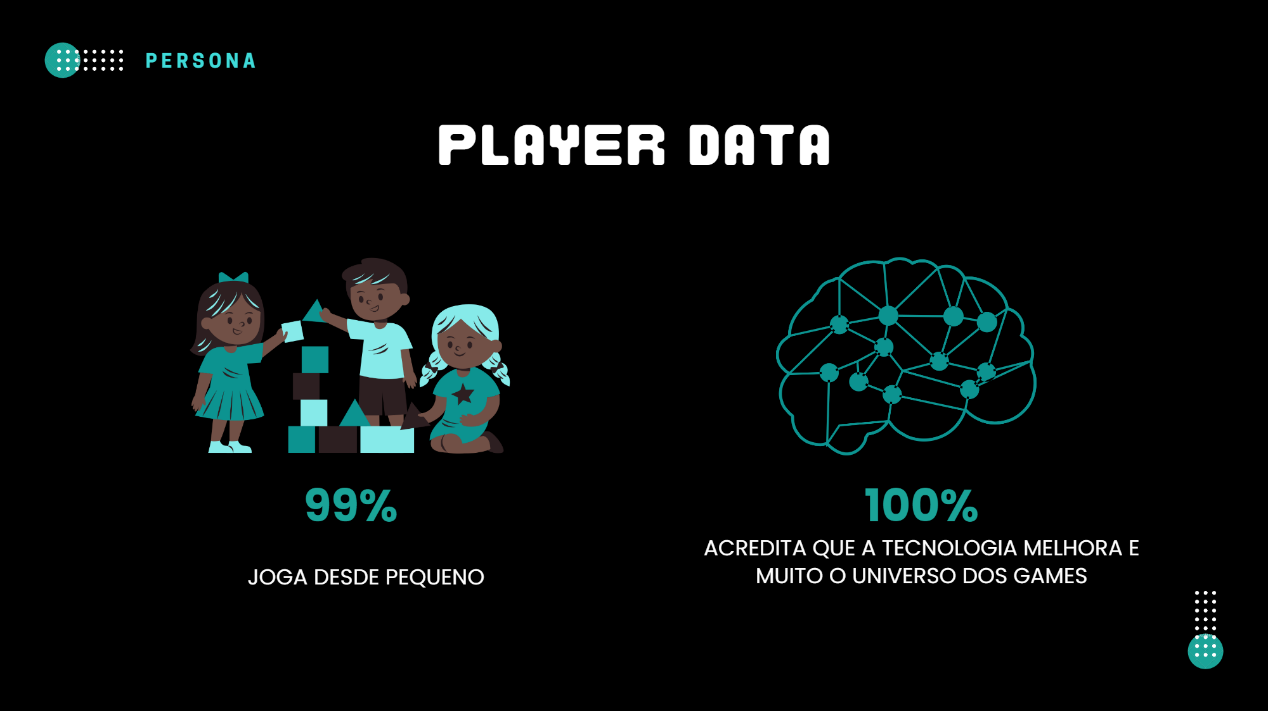 PERSONA
PLAYER DATA
99%
JOGA DESDE PEQUENO
100%
ACREDITA QUE A TECNOLOGIA MELHORA E
MUITO O UNIVERSO DOS GAMES